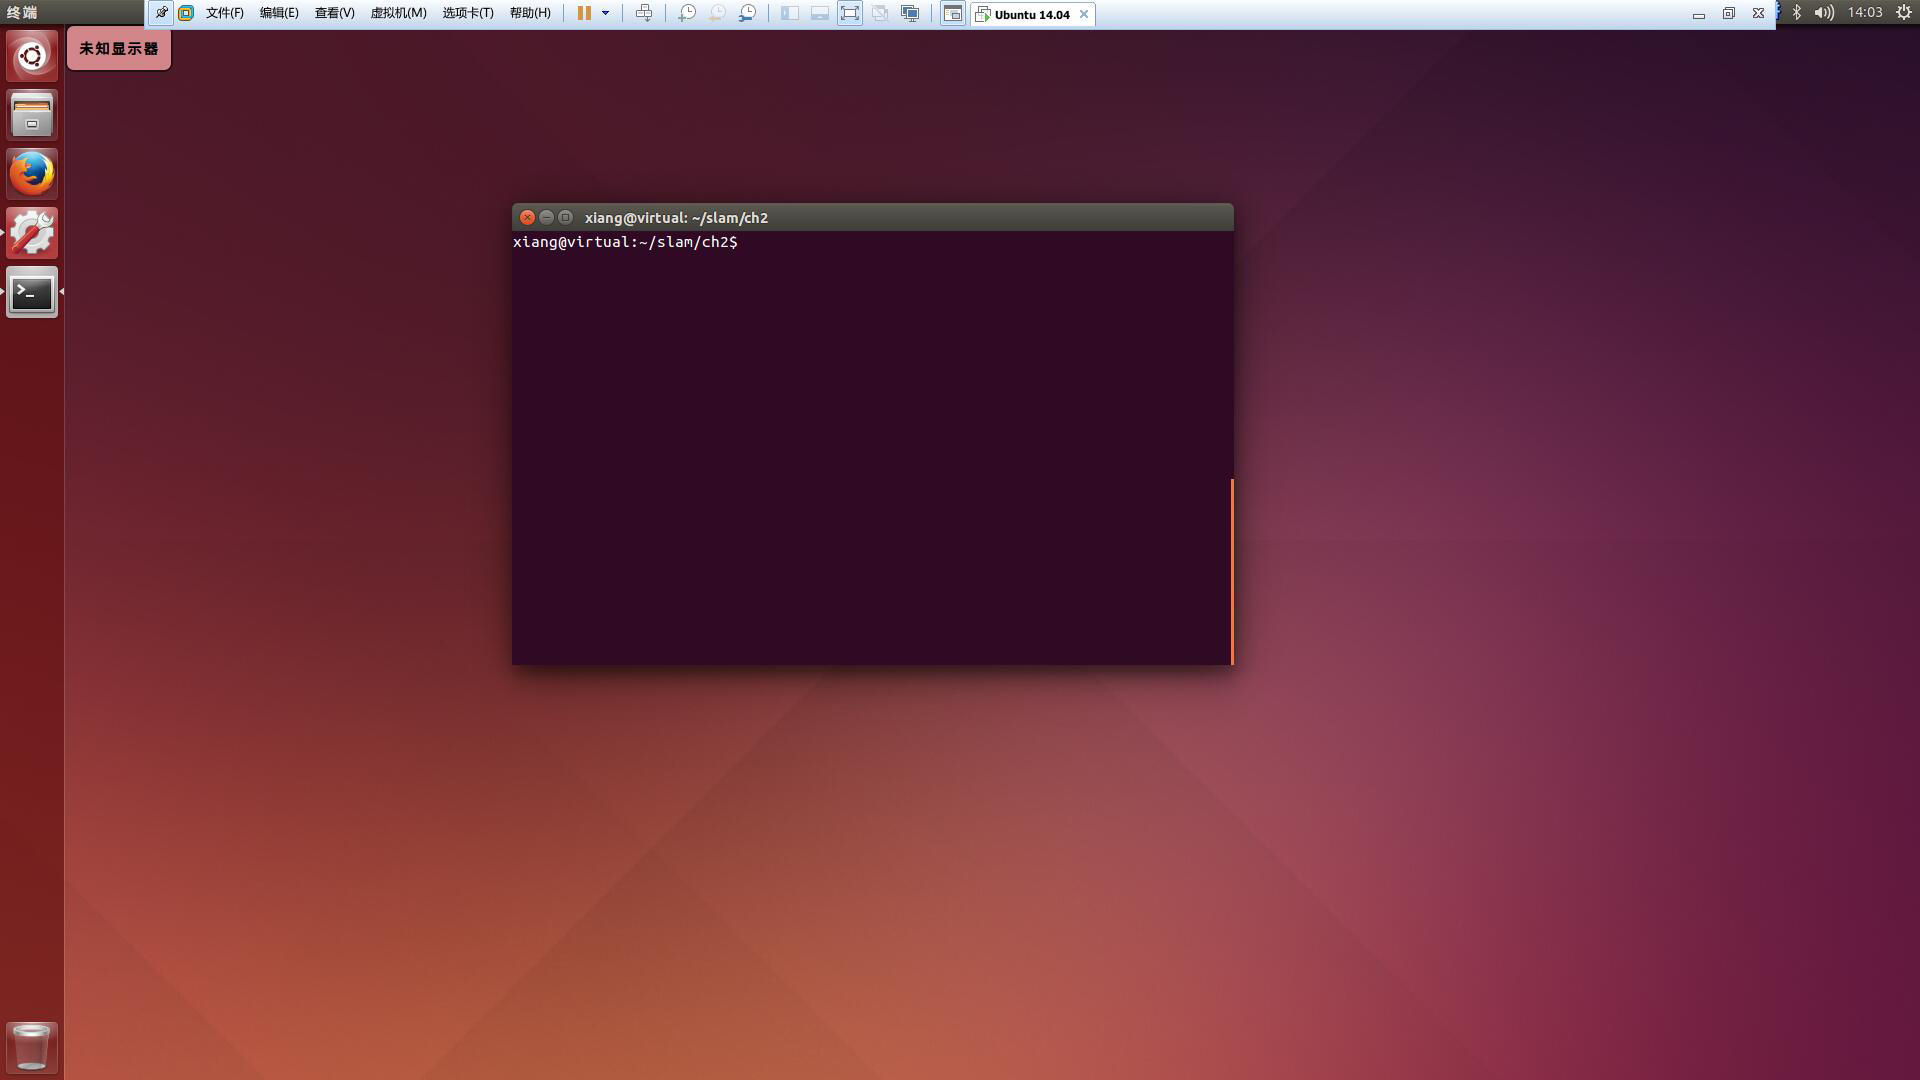 终端 文件(F) 编辑(E) 查看(V) 虚拟机(M) 选项卡(T) 帮助(H) Ubuntu 14.04 14:03
未知显示器
xiang@virtual: ~/slam/ch2
xiang@virtual:~/slam/ch2$